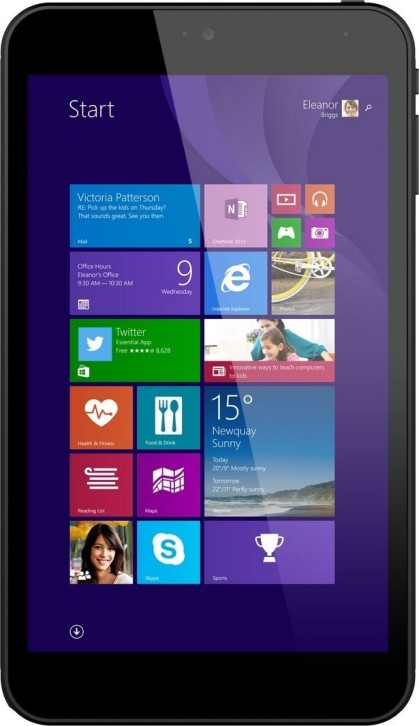 Start
Eleanor
Briggs
Victoria Patterson
RE: Pick up the kids on Thursday?
That sounds great. See you then.
Mail
5
OneNote 2013
Office Hours
Eleanor's Office
9:30 AM — 10:30 AM
9
Wednesday
Internet Explorer
Photos
Twitter
Essential App
Free ★★★★★ 8,628
Innovative ways to teach computers
to kids
Health & Fitness
Food & Drink
15°
Newquay
Sunny
Today
20°/9° Mostly sunny
Tomorrow
22°/11° Partly sunny
Weather
Reading List
Maps
Skype
Sports